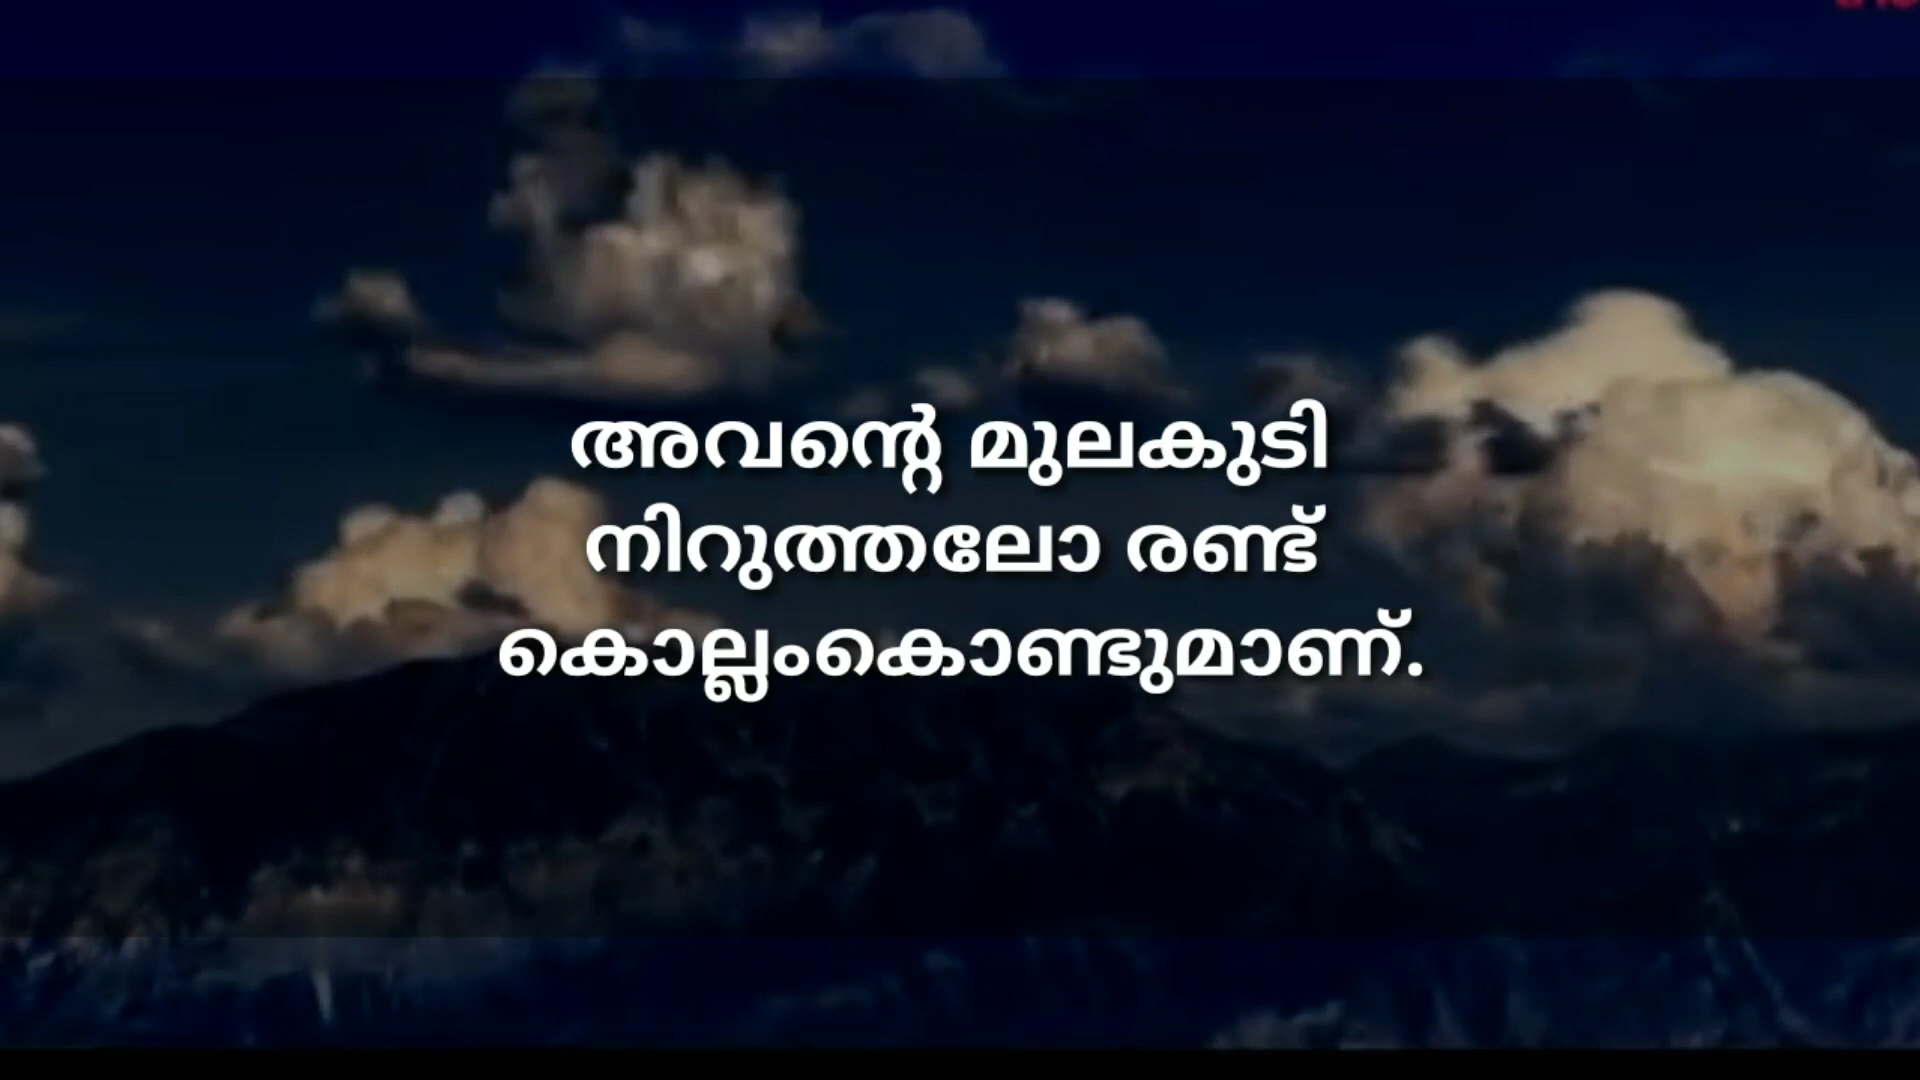 അവന്റെ മുലകുടി
നിറുത്തലോ രണ്ട്
കൊല്ലംകൊണ്ടുമാണ്.